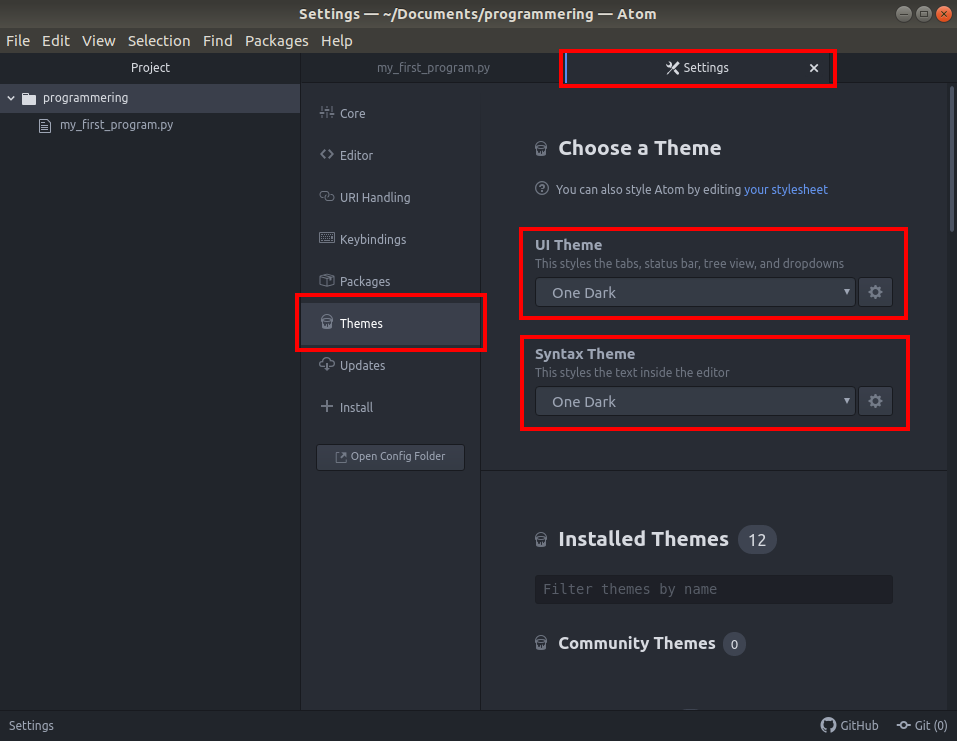 Settings — ~/Documents/programmering — Atom
File Edit View Selection Find Packages Help
Project
programmering
my_first_program.py
my_first_program.py
Settings
Core
Editor
URI Handling
Keybindings
Packages
Themes
Updates
Install
Open Config Folder
Choose a Theme
You can also style Atom by editing your stylesheet
UI Theme
This styles the tabs, status bar, tree view, and dropdowns
One Dark
Syntax Theme
This styles the text inside the editor
One Dark
Installed Themes 12
Filter themes by name
Community Themes 0
Settings
GitHub Git (0)